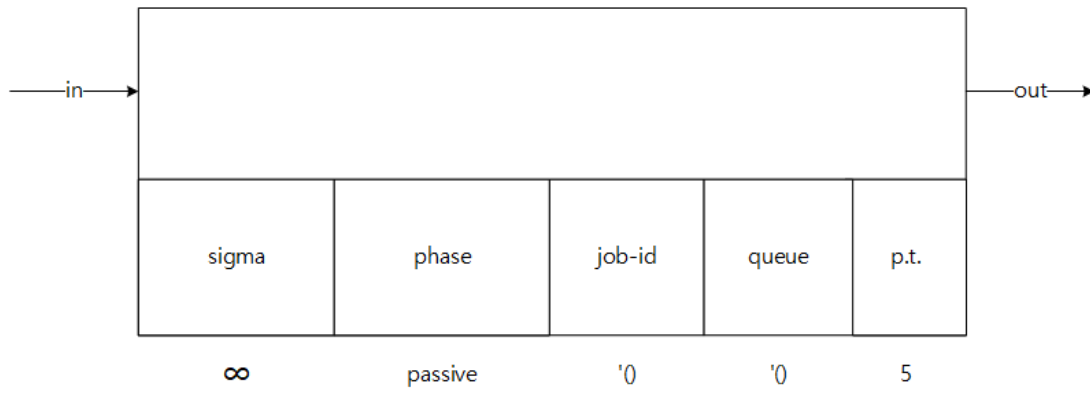 in out
sigma phase job-id queue p.t.
∞ passive '() '() 5